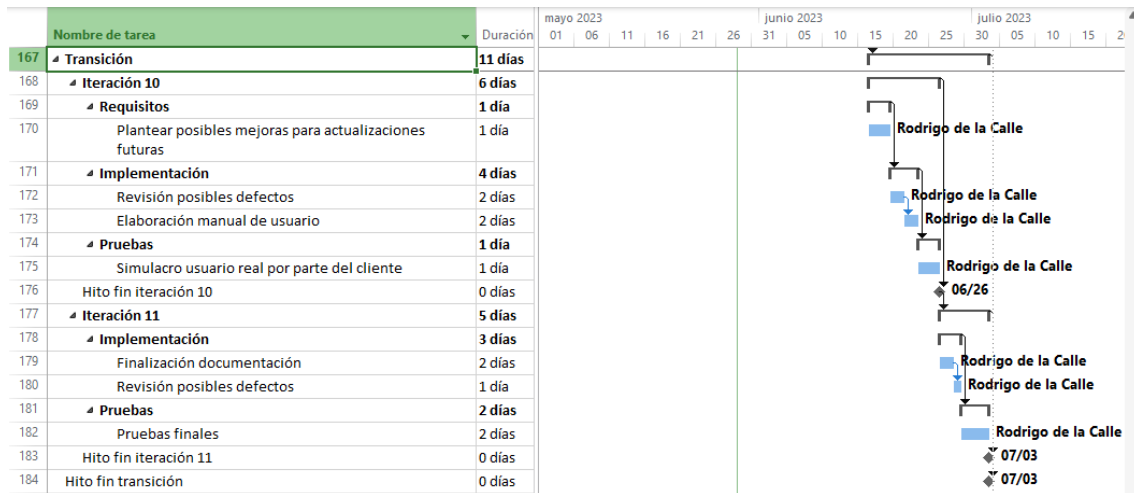 mayo 2023 junio 2023 julio 2023
Nombre de tarea Duración 01 06 11 16 21 26 31 05 10 15 20 25 30 05 10 15
167 Transición 11 días
168 Iteración 10 6 días
169 Requisitos 1 día
170 Plantear posibles mejoras para actualizaciones 1 día Rodrigo de la Calle
futuras
171 Implementación 4 días
172 Revisión posibles defectos 2 días Rodrigo de la Calle
173 Elaboración manual de usuario 2 días Rodrigo de la Calle
174 Pruebas 1 día
175 Simulacro usuario real por parte del cliente 1 día Rodrigo de la Calle
176 Hito fin iteración 10 0 días 06/26
177 Iteración 11 5 días
178 Implementación 3 días
179 Finalización documentación 2 días Rodrigo de la Calle
180 Revisión posibles defectos 1 día Rodrigo de la Calle
181 Pruebas 2 días
182 Pruebas finales 2 días Rodrigo de la Calle
183 Hito fin iteración 11 0 días 07/03
184 Hito fin transición 0 días 07/03